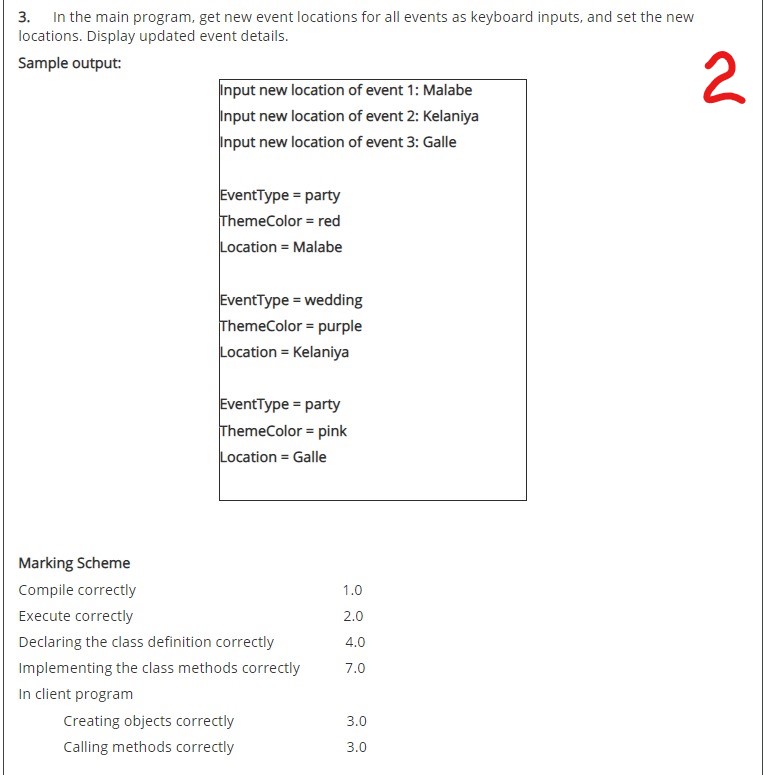 3. In the main program, get new event locations for all events as keyboard inputs, and set the new
locations. Display updated event details.
Sample output:
2
Input new location of event 1: Malabe
Input new location of event 2: Kelaniya
Input new location of event 3: Galle
EventType = party
ThemeColor = red
Location = Malabe
EventType = wedding
ThemeColor = purple
Location = Kelaniya
EventType = party
ThemeColor = pink
Location = Galle
Marking Scheme
Compile correctly 1.0
Execute correctly 2.0
Declaring the class definition correctly 4.0
Implementing the class methods correctly 7.0
In client program
Creating objects correctly 3.0
Calling methods correctly 3.0